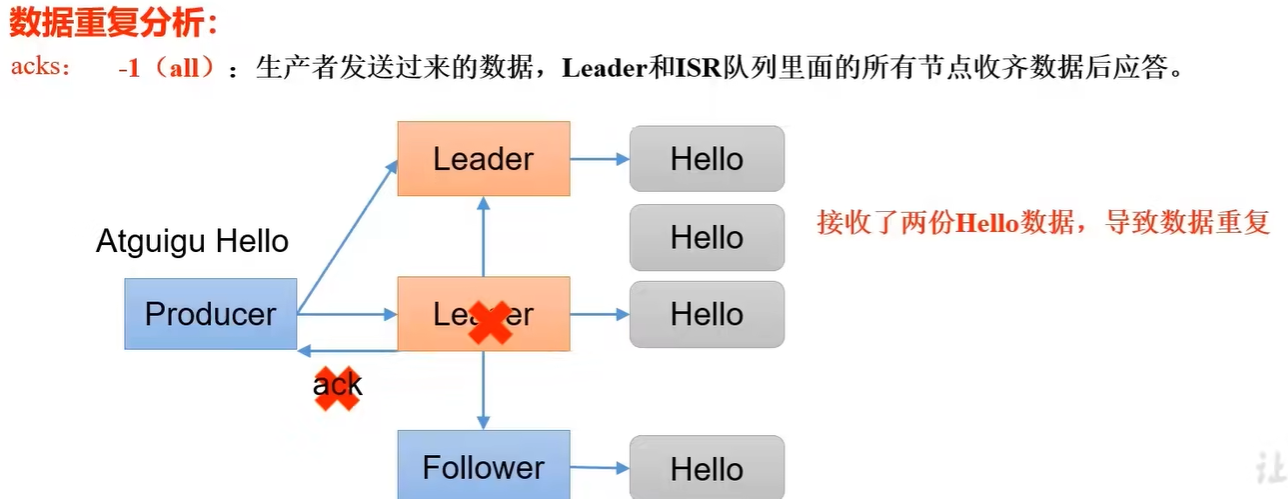 数据重复分析：
acks： -1（all）：生产者发送过来的数据，Leader和ISR队列里面的所有节点收齐数据后应答。
Leader
Hello
Atguigu Hello
Hello
接收了两份Hello数据，导致数据重复
Producer
Leader
Hello
ack
Follower
Hello
让